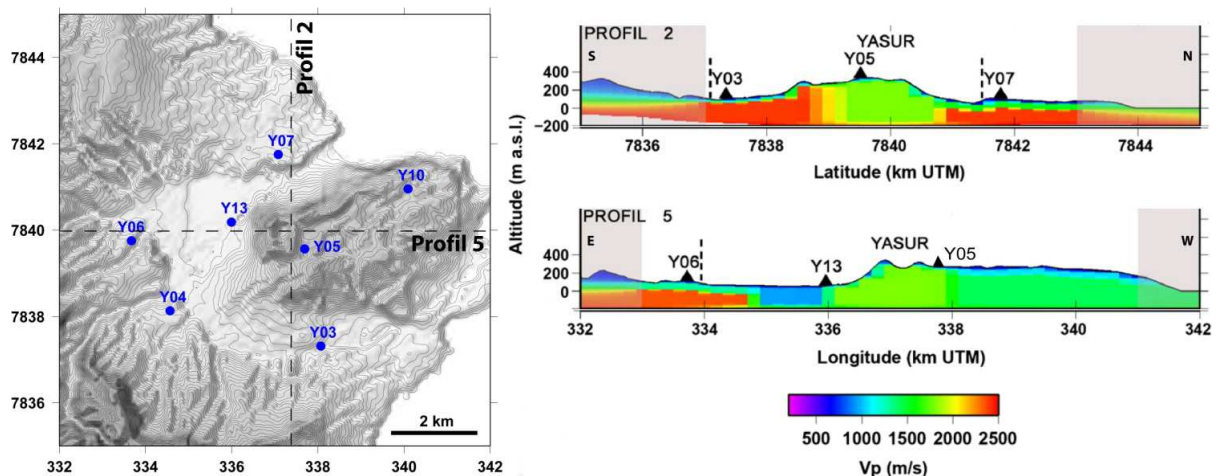 7844
7842
7840
7838
7836
332
334
336
338
340
342
Profil 2
Profil 5
Y07
Y10
Y13
Y06
Y05
Y04
Y03
2 km
Altitude (m a.s.l.)
PROFIL 2
S
N
YASUR
Y05
Y03
Y07
400
200
0
−200
7836
7838
7840
7842
7844
Latitude (km UTM)
PROFIL 5
E
W
YASUR
Y05
Y06
Y13
400
200
0
332
334
336
338
340
342
Longitude (km UTM)
500
1000
1500
2000
2500
Vp (m/s)